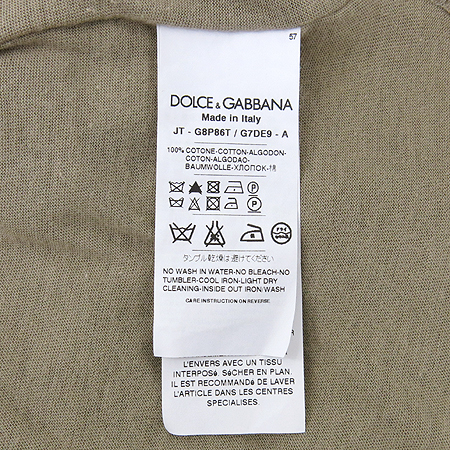 57
DOLCE & GABBANA
Made in Italy
JT - G8P86T / G7DE9 - A
100% COTONE-COTTON-ALGODON-
COTON-ALGODAO-
BAUMWOLLE-ХЛОПОК-棉
タンブル乾燥は避けてください
NO WASH IN WATER-NO BLEACH-NO
TUMBLER-COOL IRON-LIGHT DRY
CLEANING-INSIDE OUT IRON/WASH
CARE INSTRUCTION ON REVERSE
R
L'ENVERS AVEC UN TISSU
INTERPOSÉ. SÉCHER EN PLAN.
IL EST RECOMMANDÉ DE LAVER
L'ARTICLE DANS LES CENTRES
SPECIALISES.